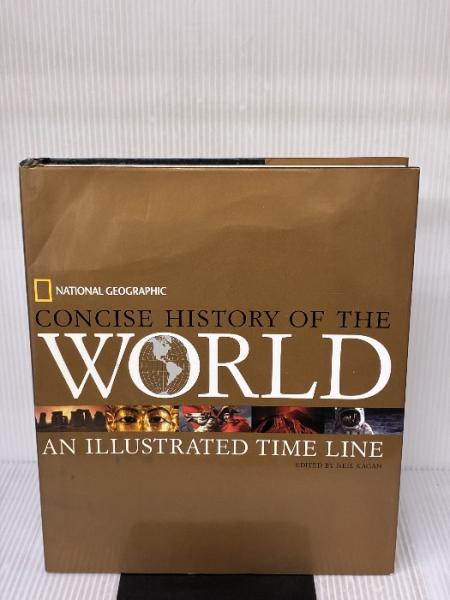 NATIONAL GEOGRAPHIC
CONCISE HISTORY OF THE
WORLD
AN ILLUSTRATED TIME LINE
EDITED BY NEIL KAGAN